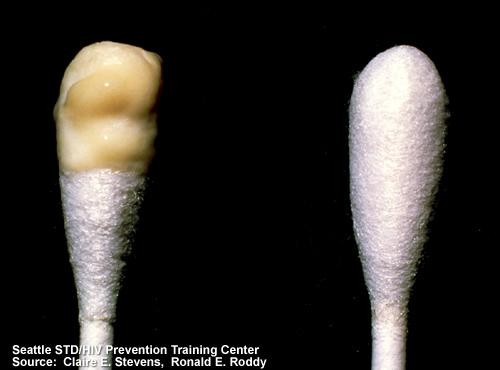 Seattle STD/HIV Prevention Training Center
Source: Claire E. Stevens, Ronald E. Roddy